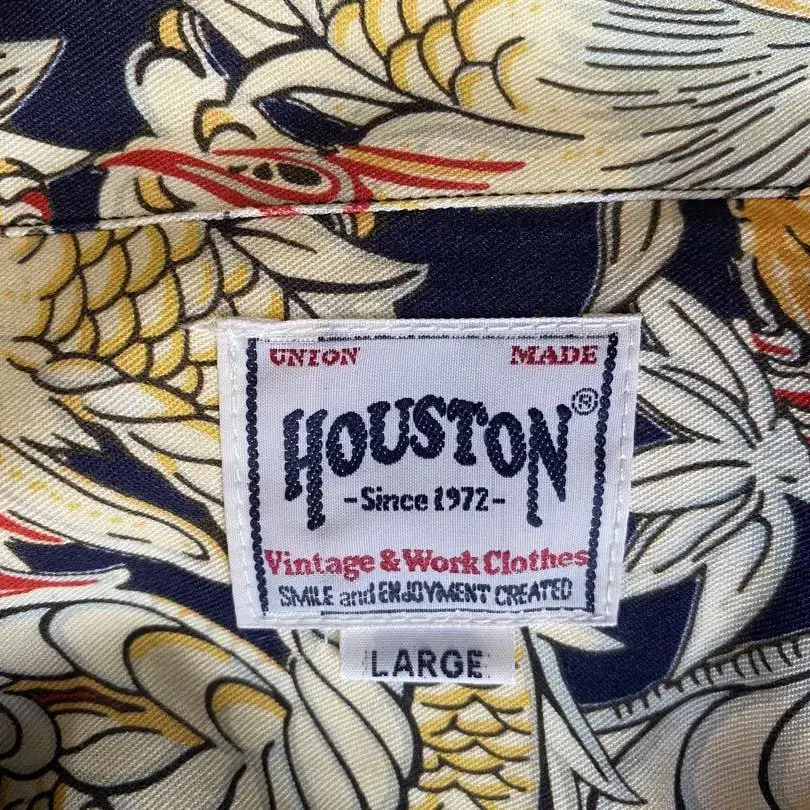 UNION MADE
HOUSTON®
-Since 1972-
Vintage & Work Clothes
SMILE and ENJOYMENT CREATED
LARGE